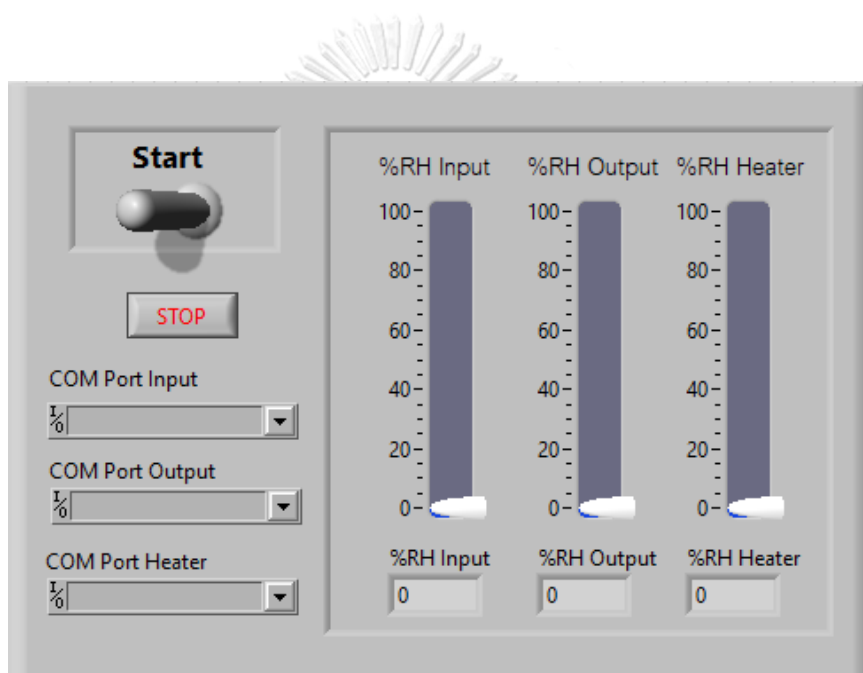 Start
STOP
COM Port Input
I/O
COM Port Output
I/O
COM Port Heater
I/O
%RH Input
100
80
60
40
20
0
%RH Input
0
%RH Output
100
80
60
40
20
0
%RH Output
0
%RH Heater
100
80
60
40
20
0
%RH Heater
0